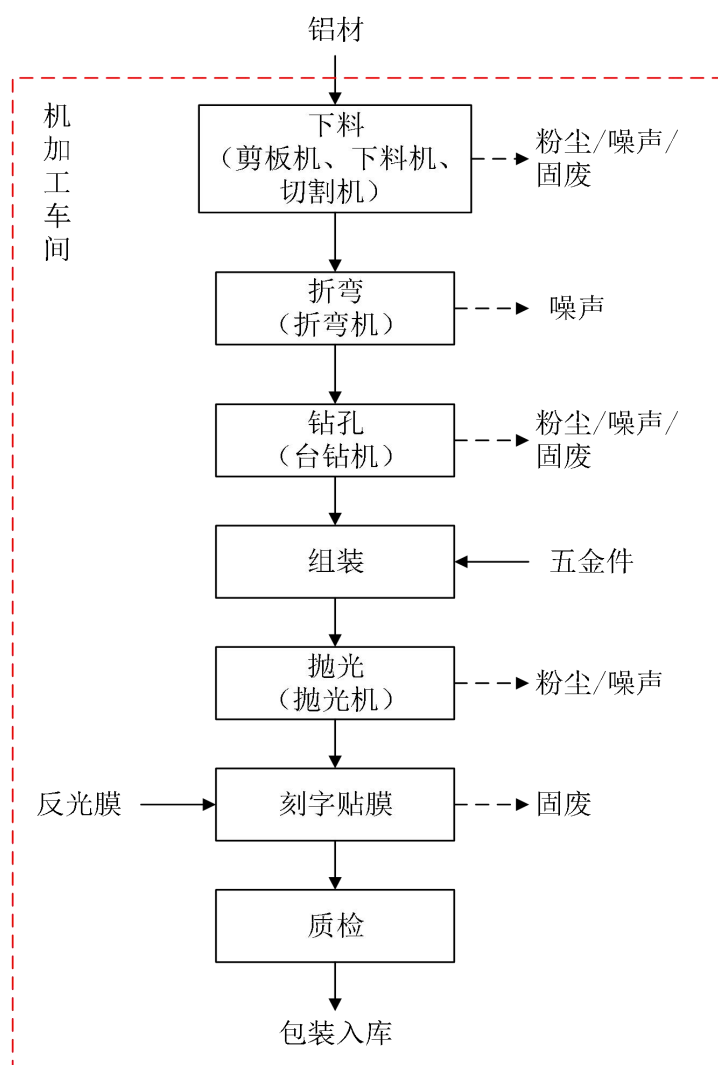 铝材
机加工车间
下料
（剪板机、下料机、
切割机）
粉尘/噪声/
固废
折弯
（折弯机）
噪声
钻孔
（台钻机）
粉尘/噪声/
固废
组装
五金件
抛光
（抛光机）
粉尘/噪声
反光膜
刻字贴膜
固废
质检
包装入库